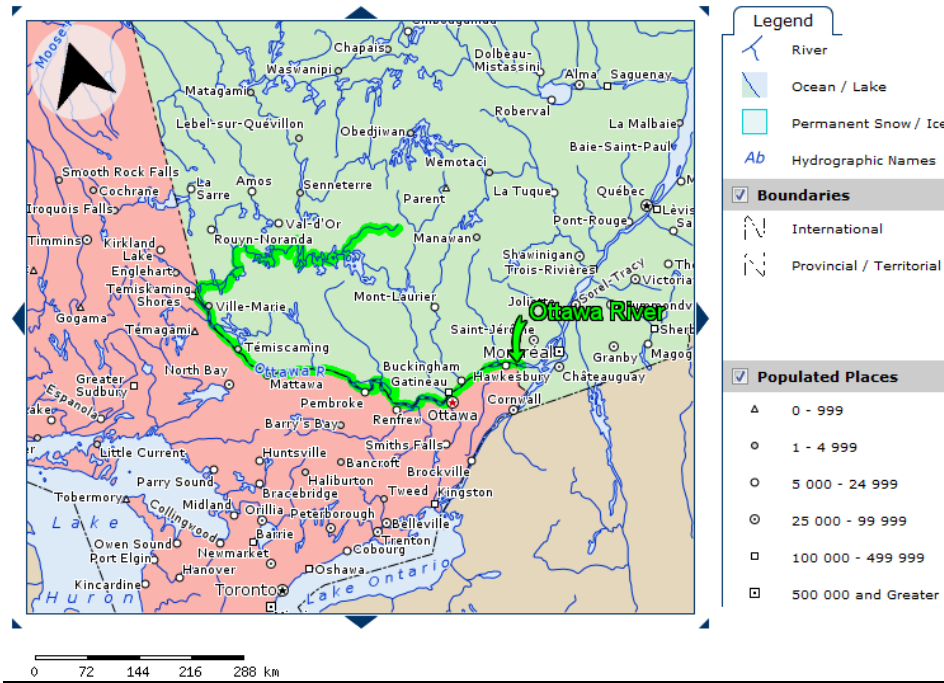 Moose
Chapais
Waswanipi
Dolbeau-
Mistassini
Alma
Saguenay
Matagami
Roberval
Lebel-sur-Quévillon
Obedjiwan
La Malbaie
Baie-Saint-Paul
Wemotaci
Smooth Rock Falls
Cochrane
La
Sarre
Amos
Senneterre
Parent
La Tuque
Québec
Iroquois Falls
Lévis
Val-d'Or
Pont-Rouge
Timmins
Kirkland
Lake
Rouyn-Noranda
Manawan
Shawinigan
Trois-Rivières
Englehart
Sorel-Tracy
Victoria
Temiskaming
Shores
Ville-Marie
Mont-Laurier
Gogama
Ottawa River
Témagami
Saint-Jérôme
Témiscaming
Montréal
Granby
Magog
North Bay
Ottawa R
Buckingham
Mattawa
Gatineau
Hawkesbury
Châteauguay
Greater
Sudbury
Pembroke
Cornwall
Espanola
Renfrew
Ottawa
Barry's Bay
Smiths Falls
Little Current
Huntsville
Bancroft
Brockville
Parry Sound
Haliburton
Tobermory
Midland
Bracebridge
Tweed
Kingston
Collingwood
Orillia
Peterborough
Lake
Barrie
Belleville
Owen Sound
Newmarket
Trenton
Port Elgin
Cobourg
Hanover
Oshawa
Kincardine
Toronto
Lake Ontario
Huron
0 72 144 216 288 km
Legend
River
Ocean / Lake
Permanent Snow / Ice
Ab Hydrographic Names
Boundaries
International
Provincial / Territorial
Populated Places
0 - 999
1 - 4 999
5 000 - 24 999
25 000 - 99 999
100 000 - 499 999
500 000 and Greater